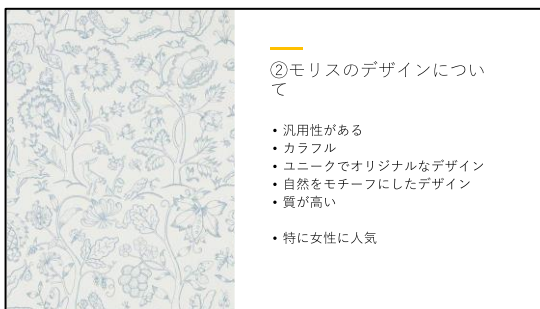 ②モリスのデザインについ
て
• 汎用性がある
• カラフル
• ユニークでオリジナルなデザイン
• 自然をモチーフにしたデザイン
• 質が高い
• 特に女性に人気